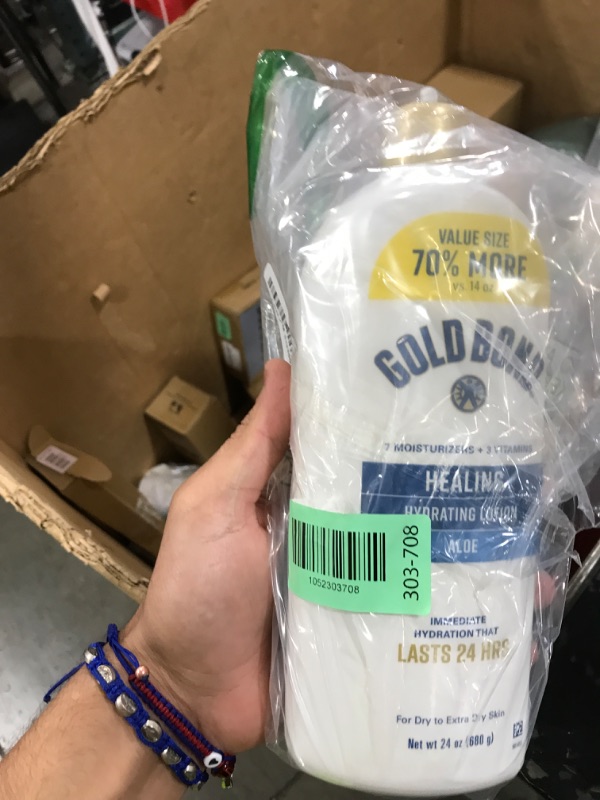 VALUE SIZE
70% MORE
vs. 14 oz
GOLD BOND
7 MOISTURIZERS + 3 VITAMINS
HEALING
HYDRATING LOTION
ALOE
1052303708
303-708
IMMEDIATE
HYDRATION THAT
LASTS 24 HRS
For Dry to Extra Dry Skin
Net wt 24 oz (680 g)